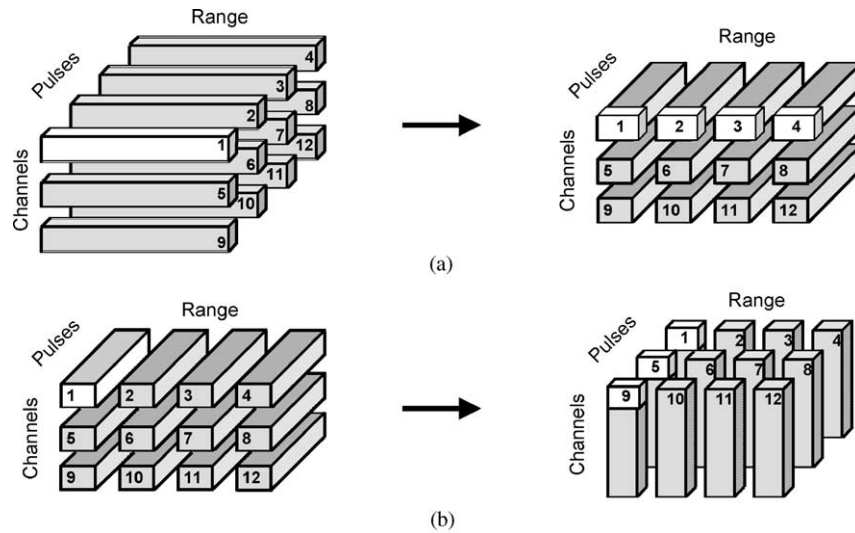 Range
Pulses
Channels
4
3
8
2
7
12
1
6
11
5
10
9
Range
Pulses
Channels
1 2 3 4
5 6 7 8
9 10 11 12
(a)
Range
Pulses
Channels
1 2 3 4
5 6 7 8
9 10 11 12
Range
Pulses
Channels
1 2 3 4
5 6 7 8
9 10 11 12
(b)